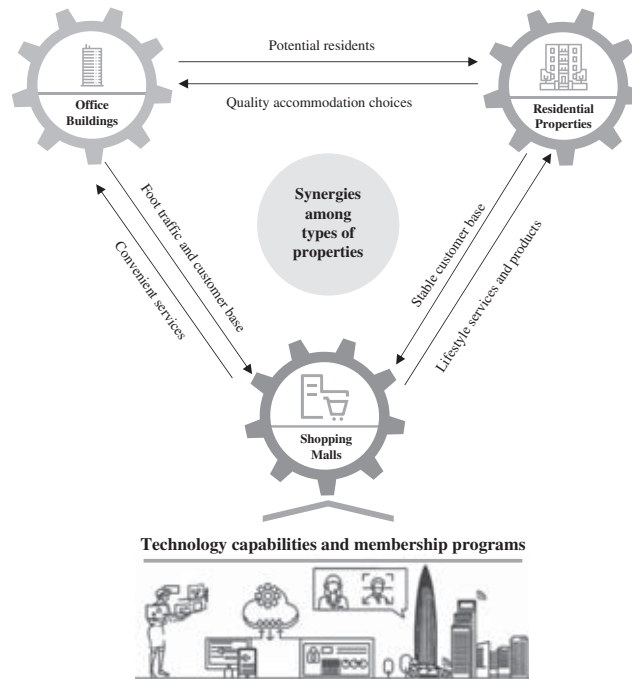 Potential residents
Office
Buildings
Quality accommodation choices
Residential
Properties
Synergies
among
types of
properties
Foot traffic and customer base
Convenient services
Stable customer base
Lifestyle services and products
Shopping
Malls
Technology capabilities and membership programs